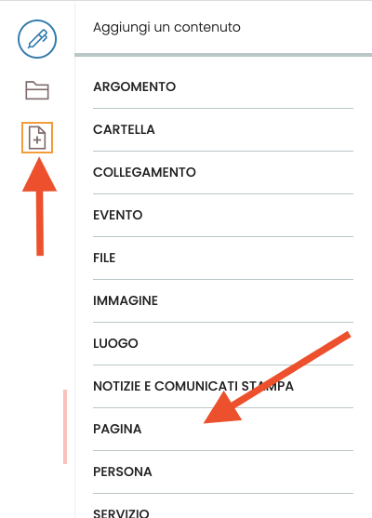 Aggiungi un contenuto
ARGOMENTO
CARTELLA
COLLEGAMENTO
EVENTO
FILE
IMMAGINE
LUOGO
NOTIZIE E COMUNICATI STAMPA
PAGINA
PERSONA
SERVIZIO